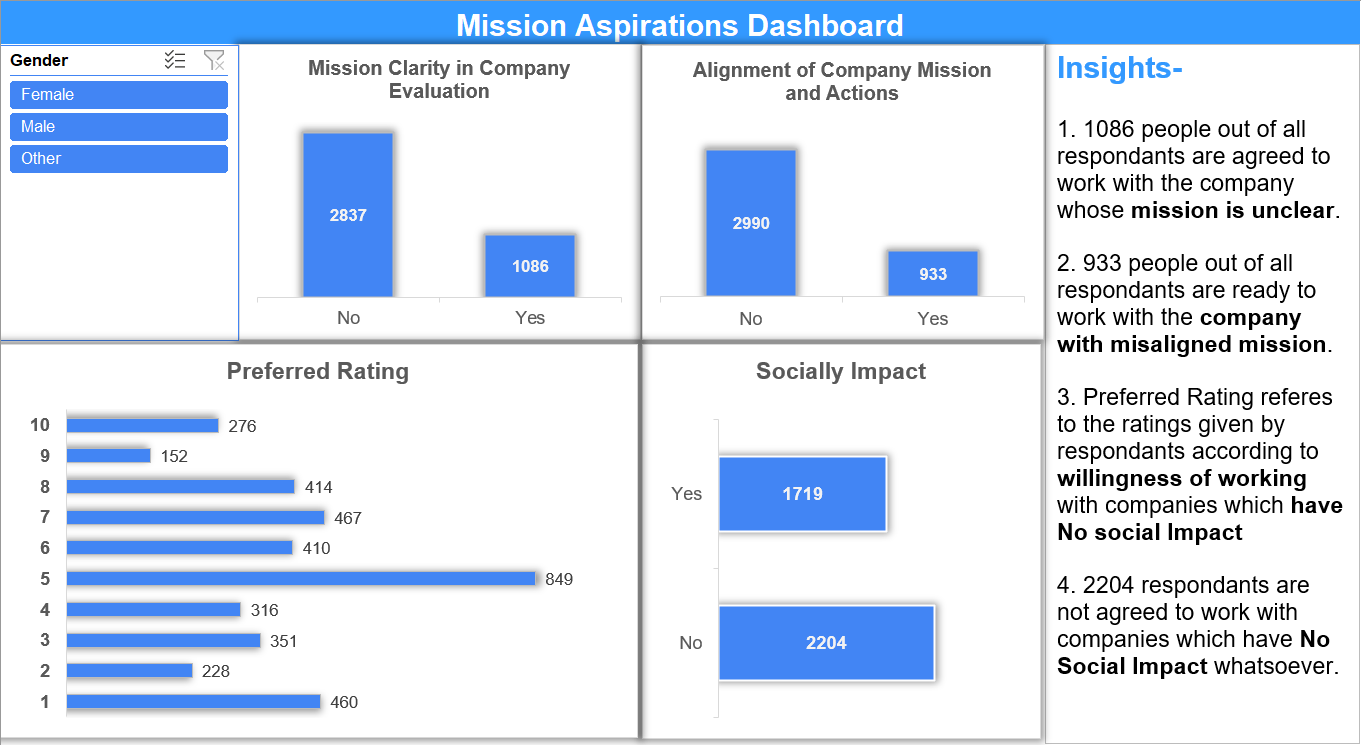 Mission Aspirations Dashboard
Gender
Female
Male
Other
Mission Clarity in Company
Evaluation
2837
1086
No
Yes
Alignment of Company Mission
and Actions
2990
933
No
Yes
Preferred Rating
10
276
9
152
8
414
7
467
6
410
5
849
4
316
3
351
2
228
1
460
Socially Impact
Yes
1719
No
2204
Insights-
1. 1086 people out of all
respondants are agreed to
work with the company
whose mission is unclear.
2. 933 people out of all
respondants are ready to
work with the company
with misaligned mission.
3. Preferred Rating referes
to the ratings given by
respondants according to
willingness of working
with companies which have
No social Impact
4. 2204 respondants are
not agreed to work with
companies which have No
Social Impact whatsoever.